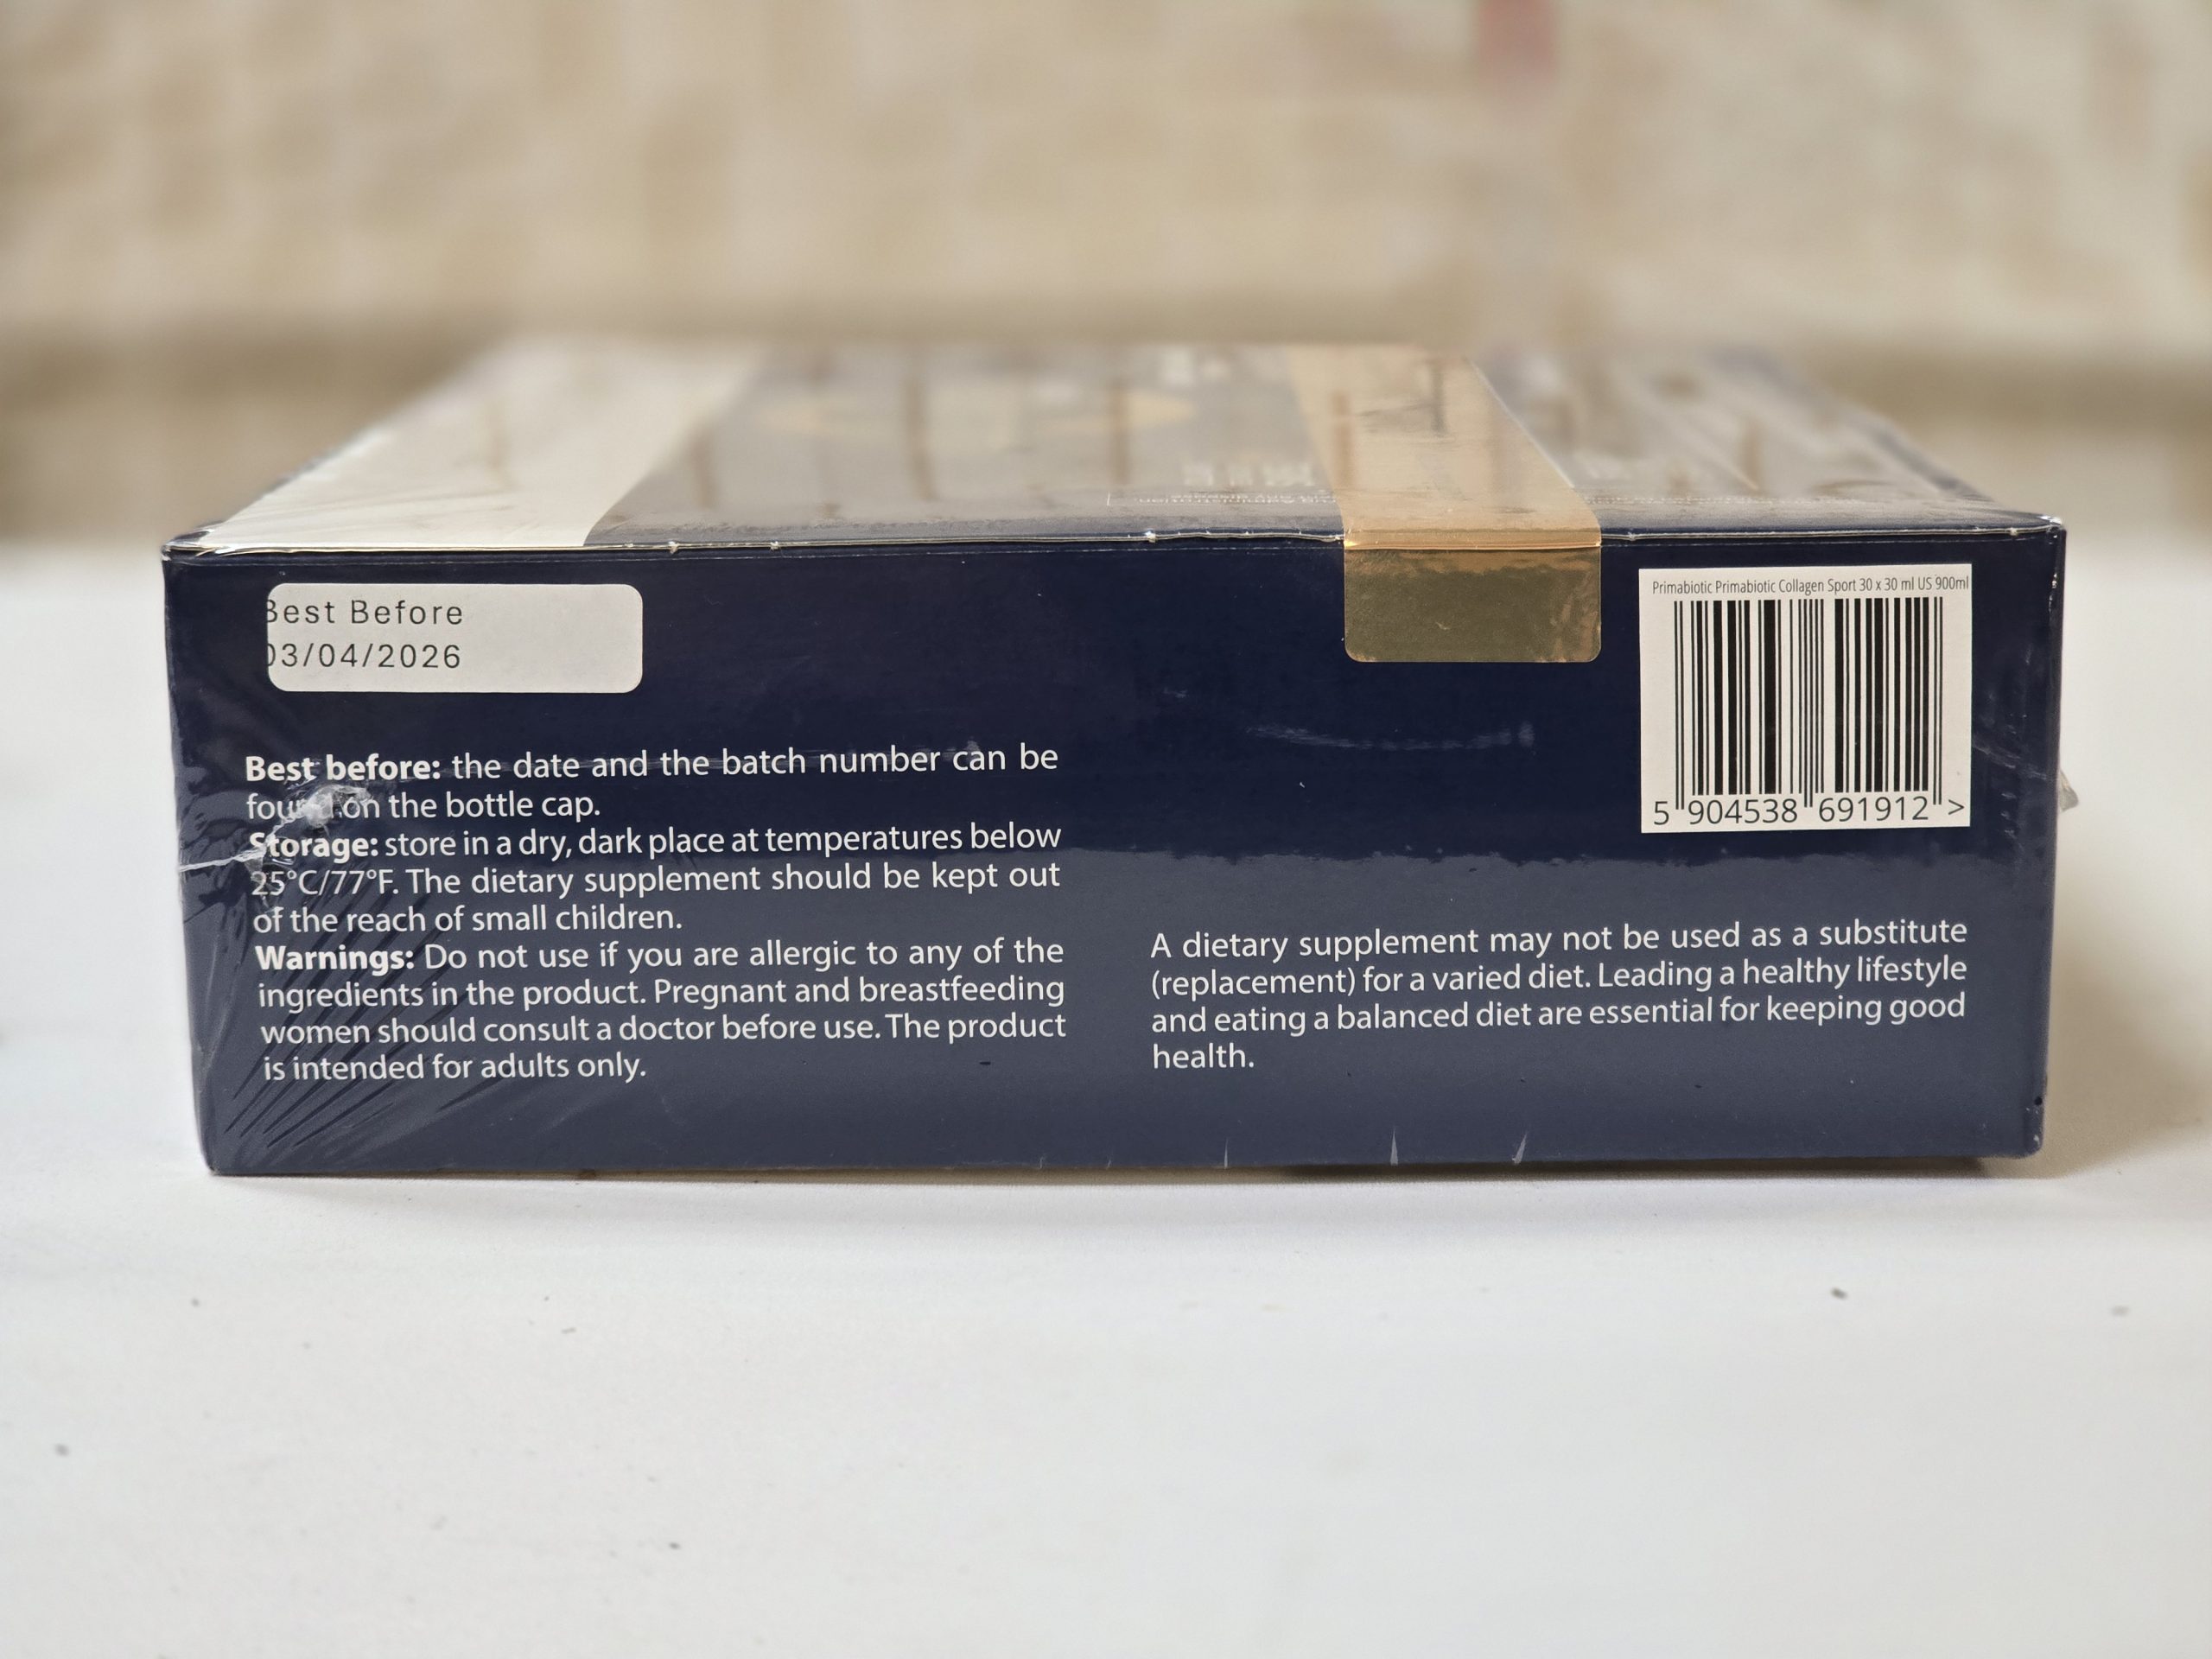 Best Before
03/04/2026
Primabiotic Primabiotic Collagen Sport 30 x 30 ml US 900ml
5 904538 691912 >
Best before: the date and the batch number can be
found on the bottle cap.
Storage: store in a dry, dark place at temperatures below
25°C/77°F. The dietary supplement should be kept out
of the reach of small children.
Warnings: Do not use if you are allergic to any of the
ingredients in the product. Pregnant and breastfeeding
women should consult a doctor before use. The product
is intended for adults only.
A dietary supplement may not be used as a substitute
(replacement) for a varied diet. Leading a healthy lifestyle
and eating a balanced diet are essential for keeping good
health.